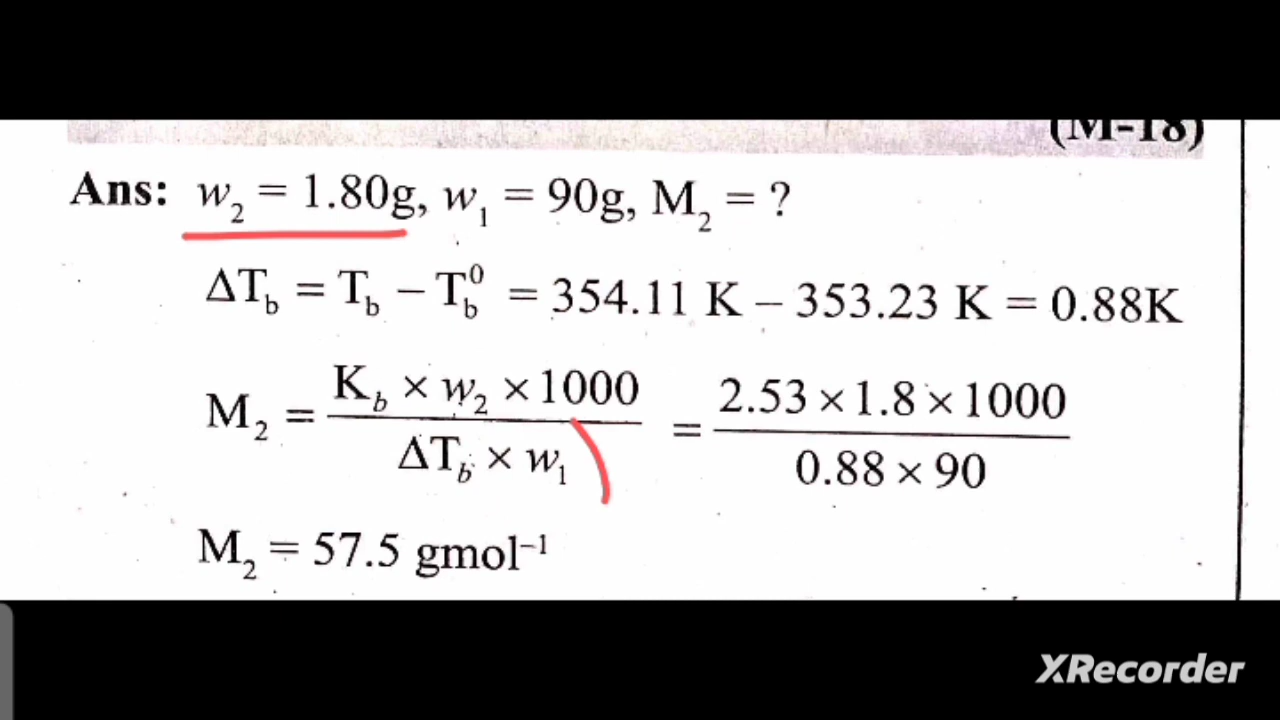 (M-18)
Ans: w₂ = 1.80g, w₁ = 90g, M₂ = ?
ΔT_b = T_b − T_b⁰ = 354.11 K − 353.23 K = 0.88K
M₂ = (K_b × w₂ × 1000) / (ΔT_b × w₁) = (2.53 × 1.8 × 1000) / (0.88 × 90)
M₂ = 57.5 gmol⁻¹
XRecorder